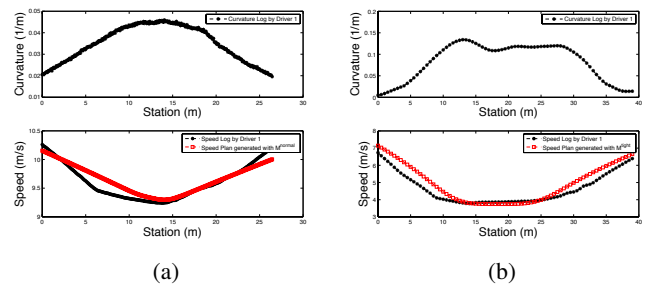 0.05
0.04
0.03
0.02
0.01
Curvature (1/m)
Curvature Log by Driver 1
0 5 10 15 20 25 30
Station (m)
10.5
10
9.5
9
Speed (m/s)
Speed Log by Driver 1
Speed Plan generated with M^normal
0 5 10 15 20 25 30
Station (m)
(a)
0.2
0.15
0.1
0.05
0
Curvature (1/m)
Curvature Log by Driver 1
0 5 10 15 20 25 30 35 40
Station (m)
8
7
6
5
4
3
Speed (m/s)
Speed Log by Driver 1
Speed Plan generated with M^tight
0 5 10 15 20 25 30 35 40
Station (m)
(b)